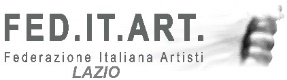 FED.IT.ART.
Federazione Italiana Artisti
LAZIO